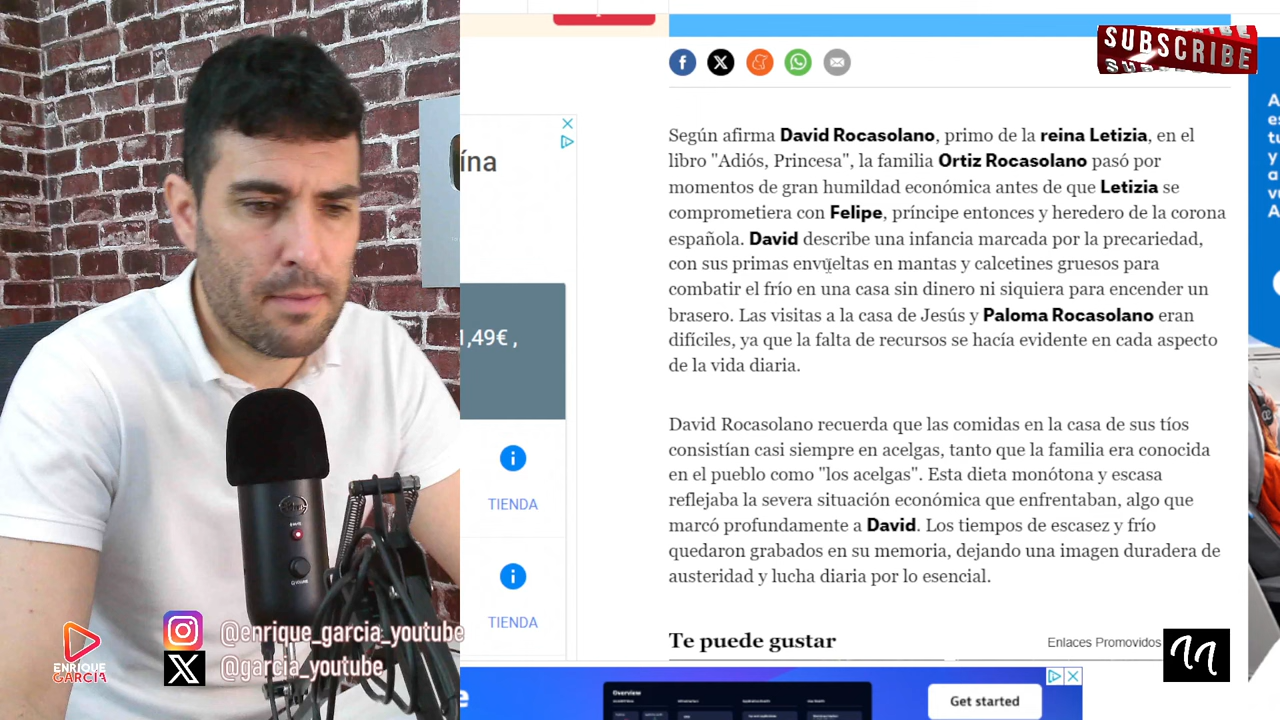 SUBSCRIBE
Según afirma David Rocasolano, primo de la reina Letizia, en el
libro "Adiós, Princesa", la familia Ortiz Rocasolano pasó por
momentos de gran humildad económica antes de que Letizia se
comprometiera con Felipe, príncipe entonces y heredero de la corona
española. David describe una infancia marcada por la precariedad,
con sus primas envueltas en mantas y calcetines gruesos para
combatir el frío en una casa sin dinero ni siquiera para encender un
brasero. Las visitas a la casa de Jesús y Paloma Rocasolano eran
difíciles, ya que la falta de recursos se hacía evidente en cada aspecto
de la vida diaria.
David Rocasolano recuerda que las comidas en la casa de sus tíos
consistían casi siempre en acelgas, tanto que la familia era conocida
en el pueblo como "los acelgas". Esta dieta monótona y escasa
reflejaba la severa situación económica que enfrentaban, algo que
marcó profundamente a David. Los tiempos de escasez y frío
quedaron grabados en su memoria, dejando una imagen duradera de
austeridad y lucha diaria por lo esencial.
Te puede gustar
Enlaces Promovidos
ína
1,49€ ,
TIENDA
TIENDA
Overview
Get started
@enrique_garcia_youtube
@garcia_youtube
ENRIQUE
GARCIA